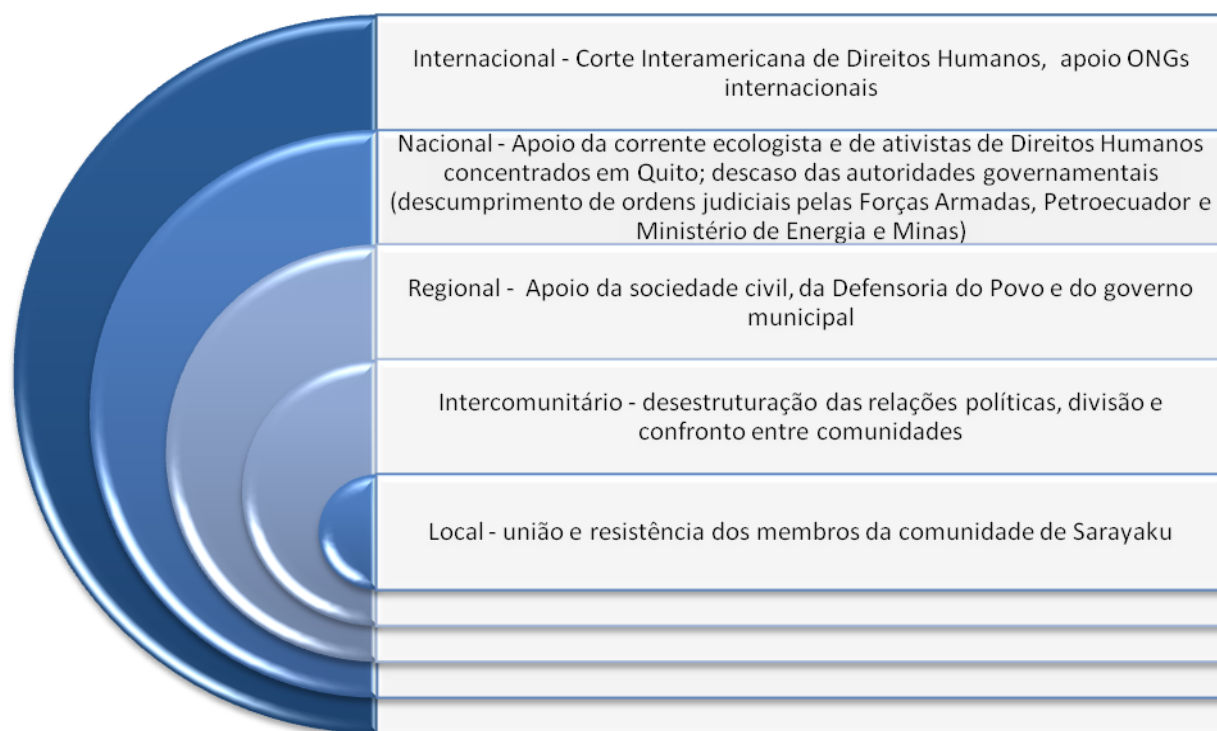 Internacional - Corte Interamericana de Direitos Humanos, apoio ONGs
internacionais
Nacional - Apoio da corrente ecologista e de ativistas de Direitos Humanos
concentrados em Quito; descaso das autoridades governamentais
(descumprimento de ordens judiciais pelas Forças Armadas, Petroecuador e
Ministério de Energia e Minas)
Regional - Apoio da sociedade civil, da Defensoria do Povo e do governo
municipal
Intercomunitário - desestruturação das relações políticas, divisão e
confronto entre comunidades
Local - união e resistência dos membros da comunidade de Sarayaku